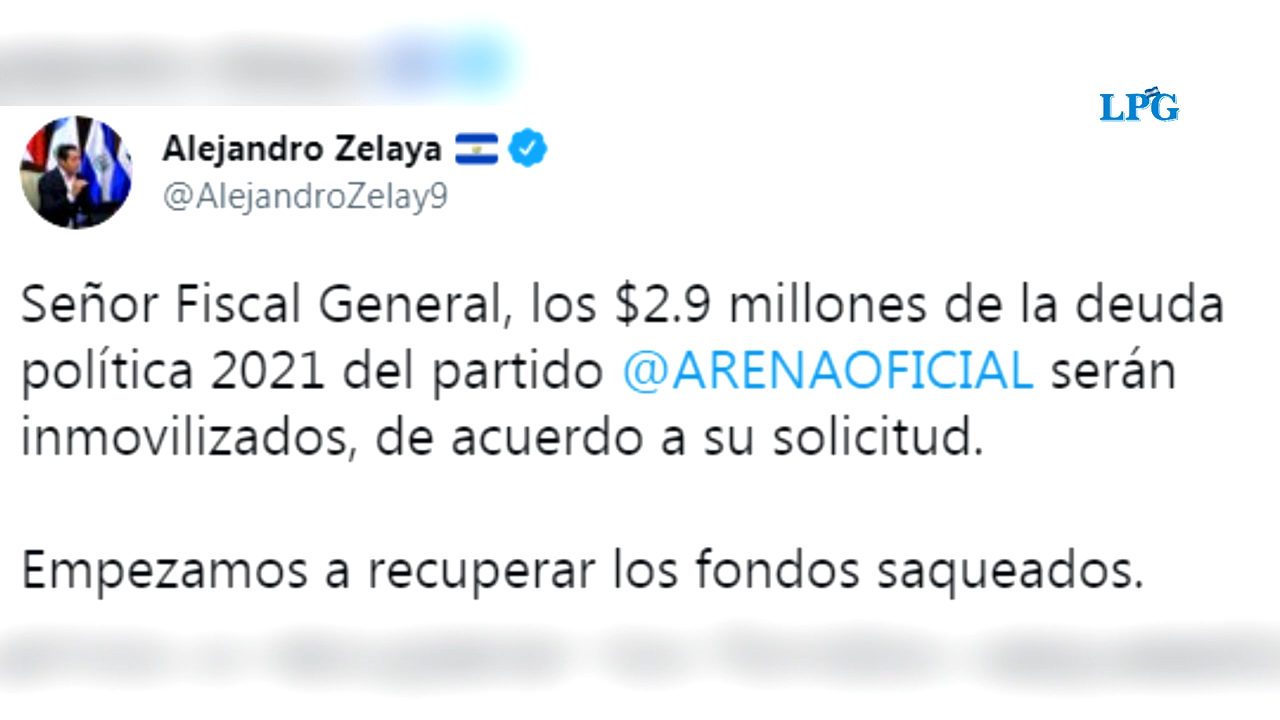 LPG
Alejandro Zelaya
@AlejandroZelay9
Señor Fiscal General, los $2.9 millones de la deuda
política 2021 del partido @ARENAOFICIAL serán
inmovilizados, de acuerdo a su solicitud.
Empezamos a recuperar los fondos saqueados.